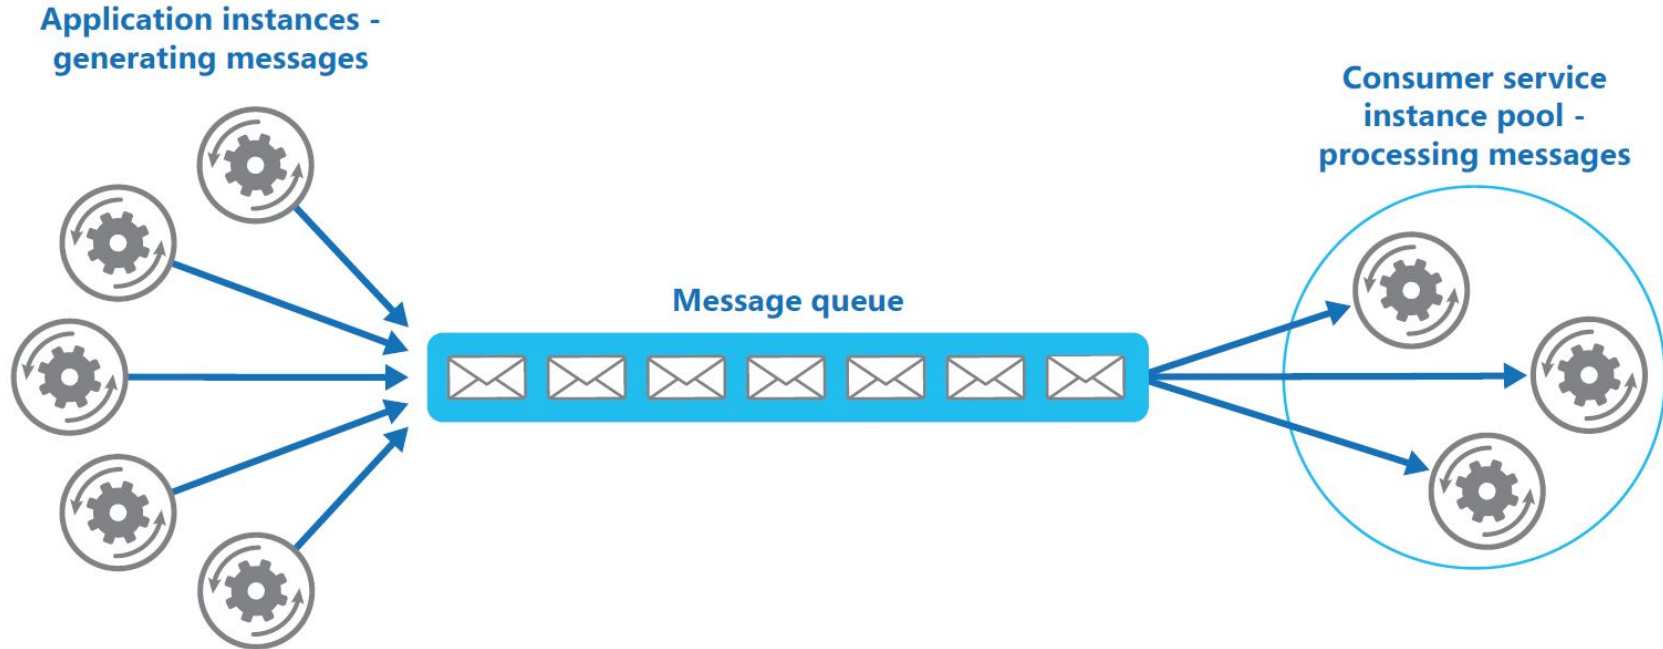 Application instances -
generating messages
Consumer service
instance pool -
processing messages
Message queue